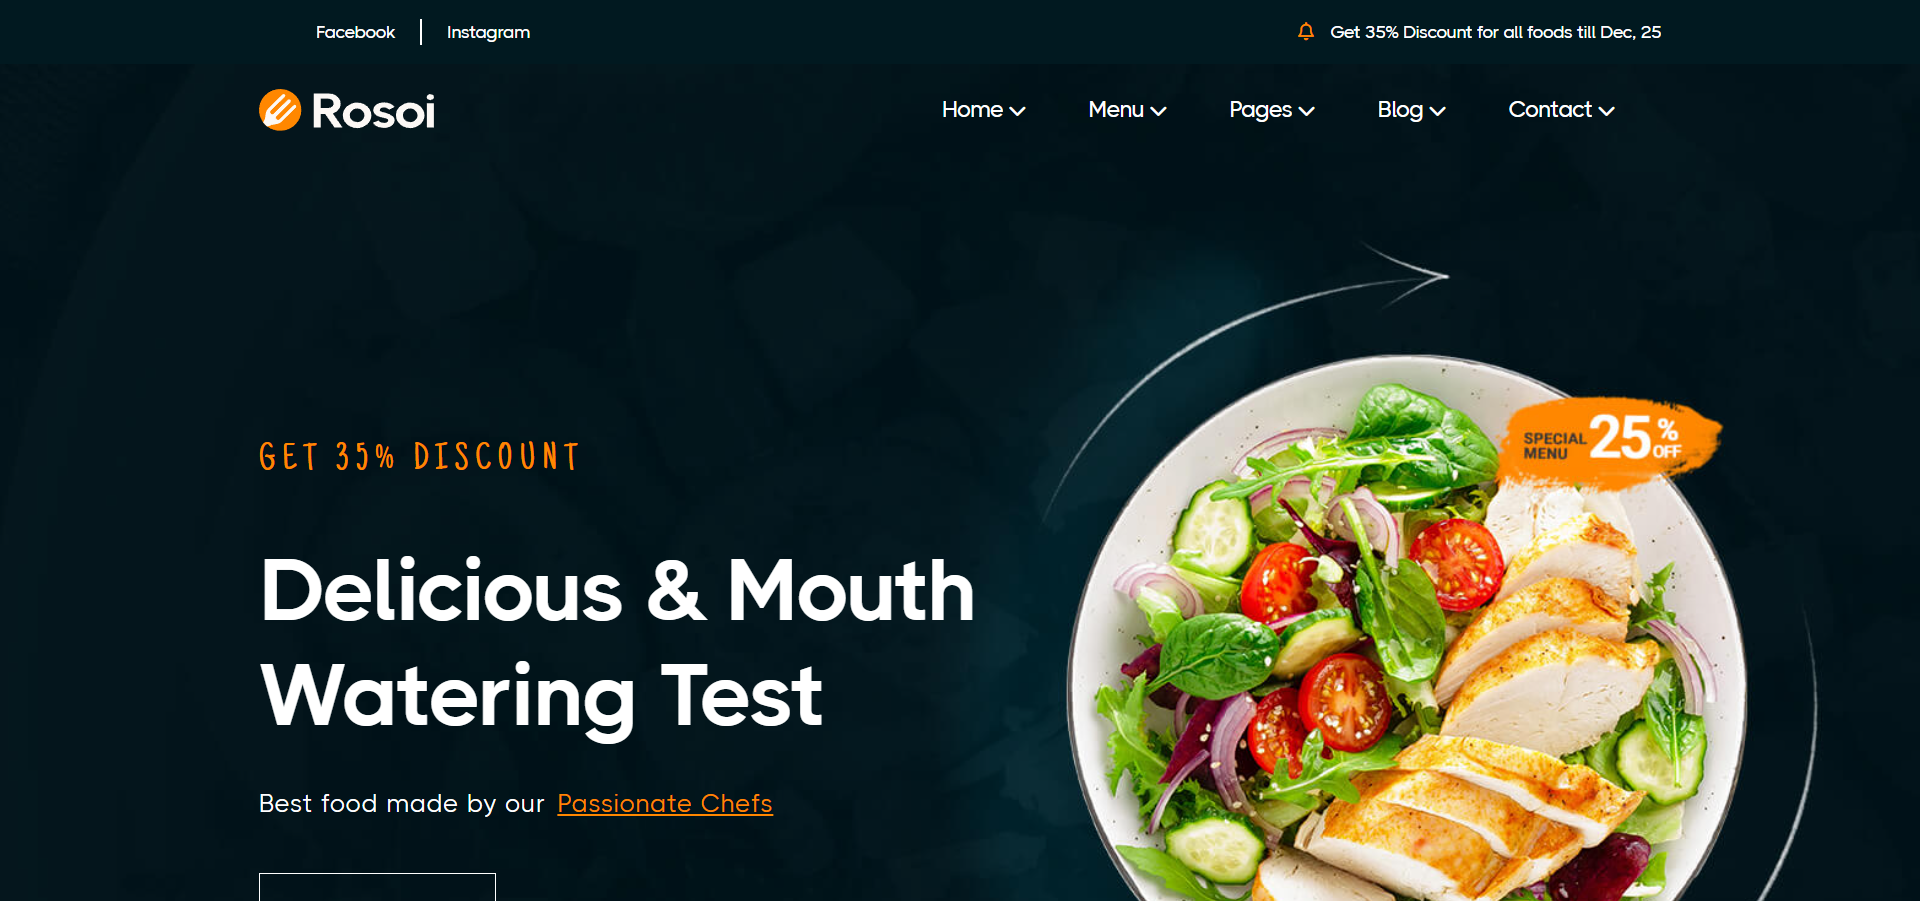 Facebook
Instagram
Get 35% Discount for all foods till Dec, 25
Rosoi
Home
Menu
Pages
Blog
Contact
GET 35% DISCOUNT
Delicious & Mouth
Watering Test
Best food made by our Passionate Chefs
SPECIAL
MENU
25%
OFF